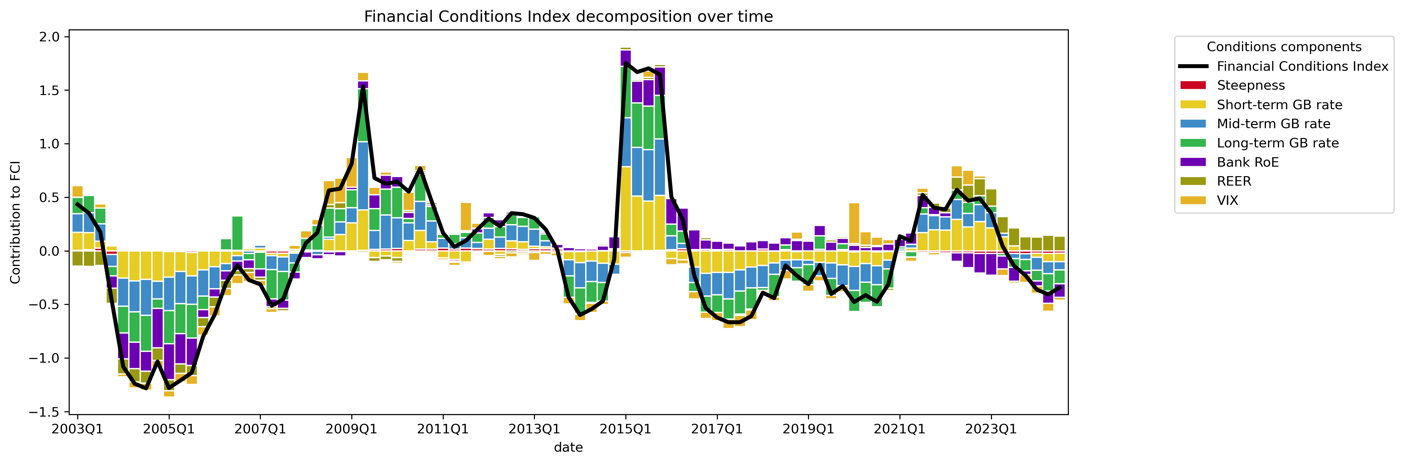 Financial Conditions Index decomposition over time
Contribution to FCI
2.0
1.5
1.0
0.5
0.0
−0.5
−1.0
−1.5
2003Q1 2005Q1 2007Q1 2009Q1 2011Q1 2013Q1 2015Q1 2017Q1 2019Q1 2021Q1 2023Q1
date
Conditions components
Financial Conditions Index
Steepness
Short-term GB rate
Mid-term GB rate
Long-term GB rate
Bank RoE
REER
VIX